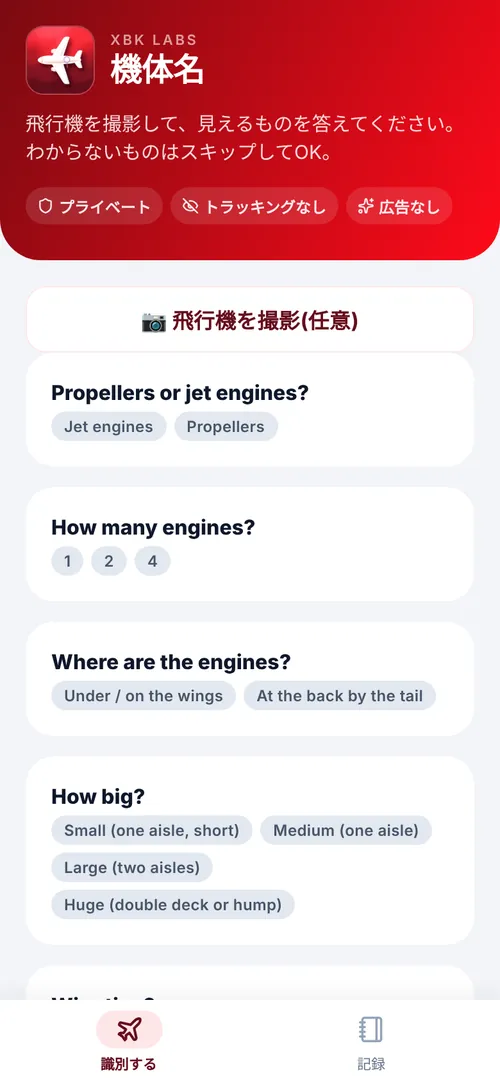 XBK LABS
機体名
飛行機を撮影して、見えるものを答えてください。
わからないものはスキップしてOK。
プライベート トラッキングなし 広告なし
飛行機を撮影(任意)
Propellers or jet engines?
Jet engines Propellers
How many engines?
1 2 4
Where are the engines?
Under / on the wings At the back by the tail
How big?
Small (one aisle, short) Medium (one aisle)
Large (two aisles)
Huge (double deck or hump)
識別する 記録